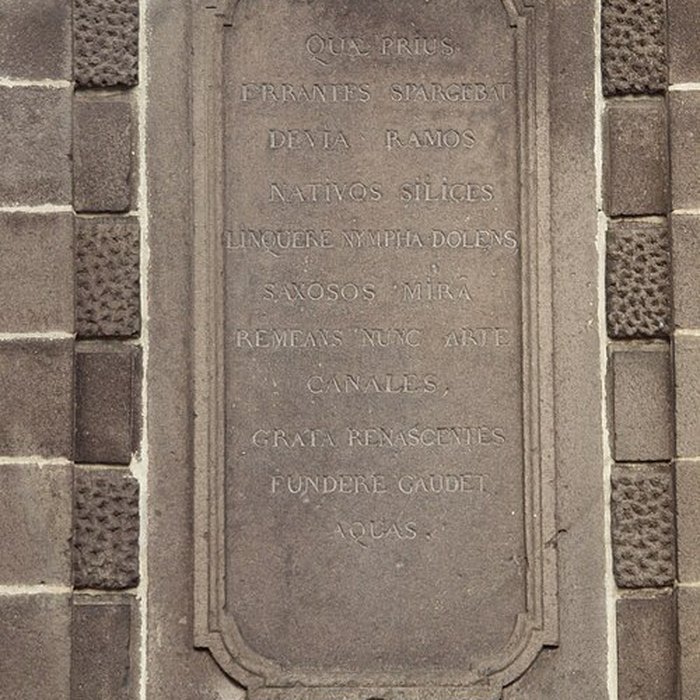 QUÆ PRIUS
ERRANTES SPARGEBAT
DEVIA RAMOS
NATIVOS SILICES
LINQUERE NYMPHA DOLENS,
SAXOSOS MIRÂ
REMEANS NUNC ARTE
CANALES,
GRATA RENASCENTES
FUNDERE GAUDET
AQUAS.